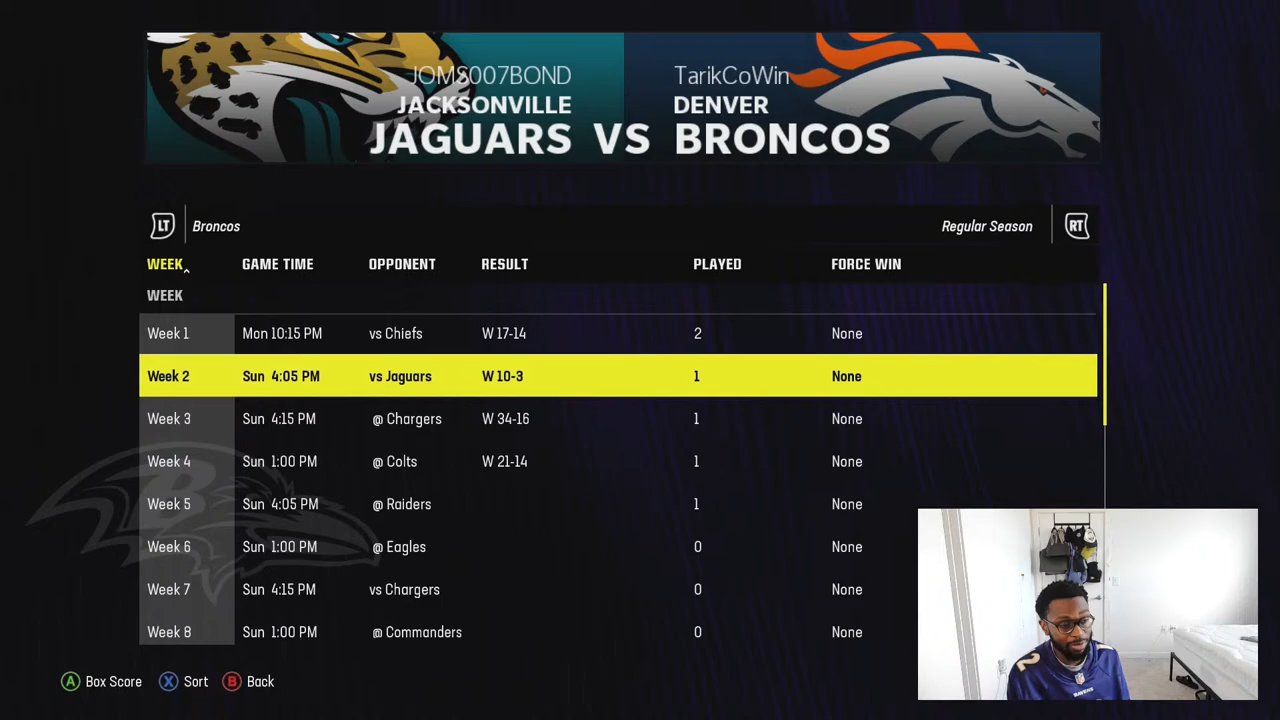 JOMS007BOND
JACKSONVILLE
JAGUARS VS BRONCOS
TarikCoWin
DENVER
LT Broncos Regular Season RT
WEEK GAME TIME OPPONENT RESULT PLAYED FORCE WIN
WEEK
Week 1 Mon 10:15 PM vs Chiefs W 17-14 2 None
Week 2 Sun 4:05 PM vs Jaguars W 10-3 1 None
Week 3 Sun 4:15 PM @ Chargers W 34-16 1 None
Week 4 Sun 1:00 PM @ Colts W 21-14 1 None
Week 5 Sun 4:05 PM @ Raiders 1 None
Week 6 Sun 1:00 PM @ Eagles 0 None
Week 7 Sun 4:15 PM vs Chargers 0 None
Week 8 Sun 1:00 PM @ Commanders 0 None
A Box Score X Sort B Back
B
2
RAVENS